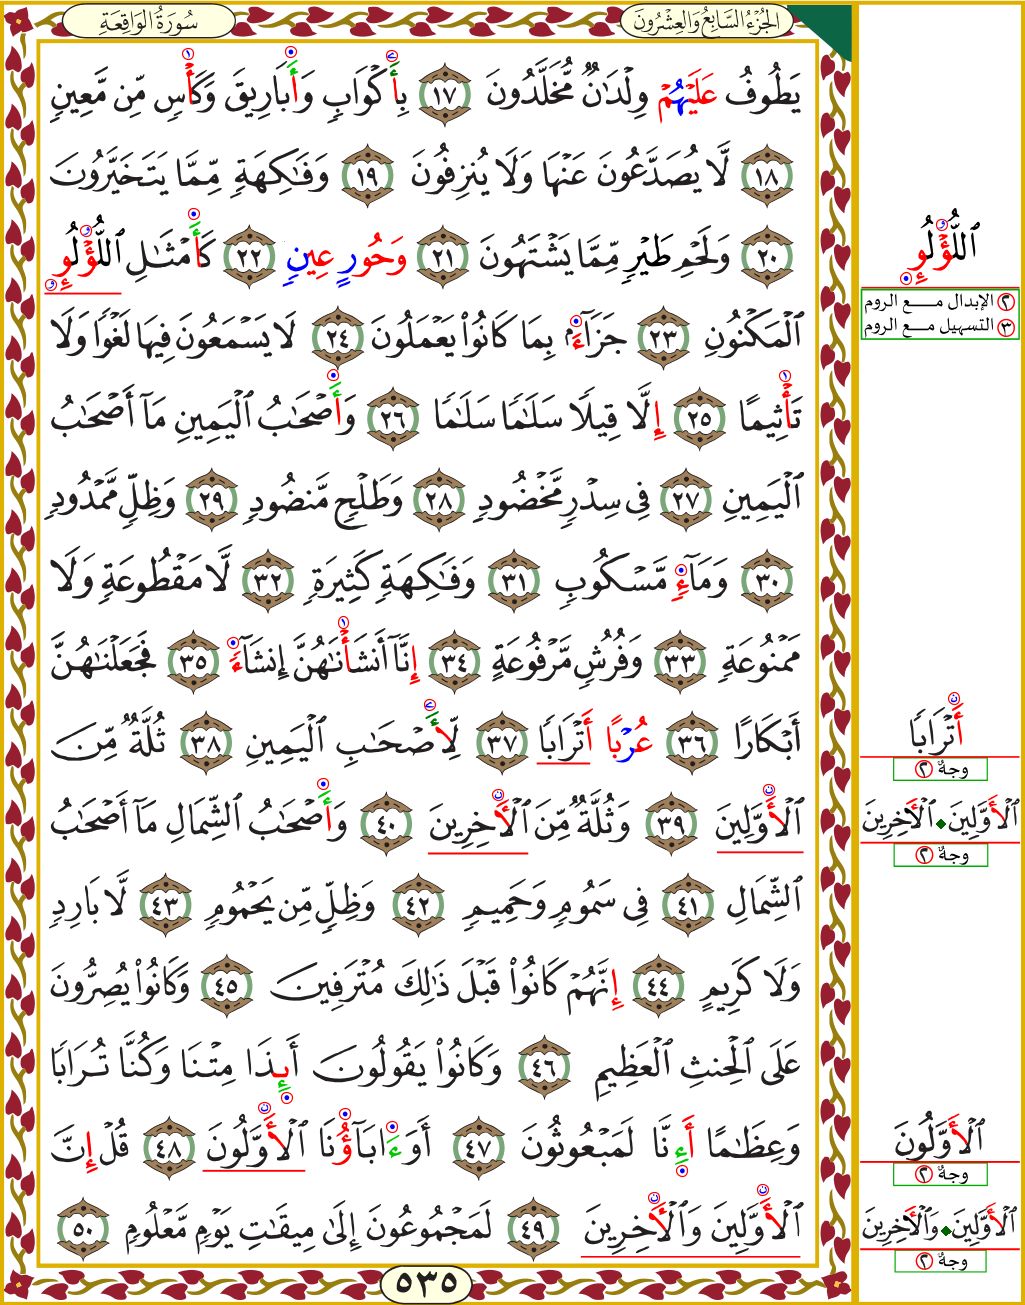 الجُزْءُ السَّابِعُ وَالعِشْرُونَ
سُورَةُ الوَاقِعَةِ
يَطُوفُ عَلَيۡهُمۡ وِلۡدَٰنٞ مُّخَلَّدُونَ ١٧ بِأَكۡوَابٖ وَأَبَارِيقَ وَكَأۡسٖ مِّن مَّعِينٖ
١٨ لَّا يُصَدَّعُونَ عَنۡهَا وَلَا يُنزِفُونَ ١٩ وَفَٰكِهَةٖ مِّمَّا يَتَخَيَّرُونَ
٢٠ وَلَحۡمِ طَيۡرٖ مِّمَّا يَشۡتَهُونَ ٢١ وَحُورٍ عِينٖ ٢٢ كَأَمۡثَٰلِ ٱللُّؤۡلُوِٕ
ٱلۡمَكۡنُونِ ٢٣ جَزَآءَۢ بِمَا كَانُواْ يَعۡمَلُونَ ٢٤ لَا يَسۡمَعُونَ فِيهَا لَغۡوٗا وَلَا
تَأۡثِيمًا ٢٥ إِلَّا قِيلٗا سَلَٰمٗا سَلَٰمٗا ٢٦ وَأَصۡحَٰبُ ٱلۡيَمِينِ مَآ أَصۡحَٰبُ
ٱلۡيَمِينِ ٢٧ فِي سِدۡرٖ مَّخۡضُودٖ ٢٨ وَطَلۡحٖ مَّنضُودٖ ٢٩ وَظِلّٖ مَّمۡدُودٖ
٣٠ وَمَآءٖ مَّسۡكُوبٖ ٣١ وَفَٰكِهَةٖ كَثِيرَةٖ ٣٢ لَّا مَقۡطُوعَةٖ وَلَا
مَمۡنُوعَةٖ ٣٣ وَفُرُشٖ مَّرۡفُوعَةٍ ٣٤ إِنَّآ أَنشَأۡنَٰهُنَّ إِنشَآءٗ ٣٥ فَجَعَلۡنَٰهُنَّ
أَبۡكَارًا ٣٦ عُرۡبًا أَتۡرَابٗا ٣٧ لِّأَصۡحَٰبِ ٱلۡيَمِينِ ٣٨ ثُلَّةٞ مِّنَ
ٱلۡأَوَّلِينَ ٣٩ وَثُلَّةٞ مِّنَ ٱلۡأٓخِرِينَ ٤٠ وَأَصۡحَٰبُ ٱلشِّمَالِ مَآ أَصۡحَٰبُ
ٱلشِّمَالِ ٤١ فِي سَمُومٖ وَحَمِيمٖ ٤٢ وَظِلّٖ مِّن يَحۡمُومٖ ٤٣ لَّا بَارِدٖ
وَلَا كَرِيمٍ ٤٤ إِنَّهُمۡ كَانُواْ قَبۡلَ ذَٰلِكَ مُتۡرَفِينَ ٤٥ وَكَانُواْ يُصِرُّونَ
عَلَى ٱلۡحِنثِ ٱلۡعَظِيمِ ٤٦ وَكَانُواْ يَقُولُونَ أَئِذَا مِتۡنَا وَكُنَّا تُرَابٗا
وَعِظَٰمًا أَءِنَّا لَمَبۡعُوثُونَ ٤٧ أَوَءَابَآؤُنَا ٱلۡأَوَّلُونَ ٤٨ قُلۡ إِنَّ
ٱلۡأَوَّلِينَ وَٱلۡأٓخِرِينَ ٤٩ لَمَجۡمُوعُونَ إِلَىٰ مِيقَٰتِ يَوۡمٖ مَّعۡلُومٖ ٥٠
٥٣٥
ٱللُّؤۡلُوِٕ
٢ الإبدال مع الروم
٣ التسهيل مع الروم
أَتۡرَابٗا
وجهٌ ٢
ٱلۡأَوَّلِينَ ◆ ٱلۡأٓخِرِينَ
وجهٌ ٢
ٱلۡأَوَّلُونَ
وجهٌ ٢
ٱلۡأَوَّلِينَ ◆ وَٱلۡأٓخِرِينَ
وجهٌ ٢